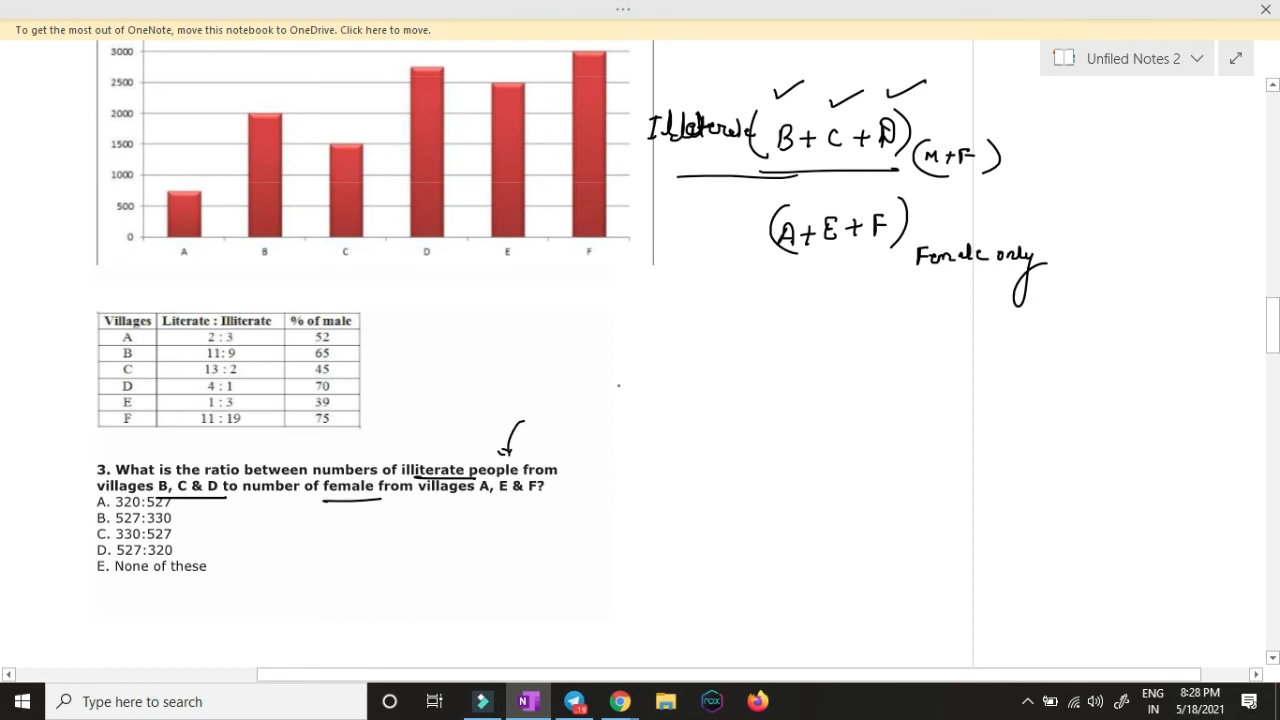 To get the most out of OneNote, move this notebook to OneDrive. Click here to move.
Unfiled Notes 2
3000
2500
2000
1500
1000
500
0
A B C D E F
Illiterate (B + C + D) (M + F)
(A + E + F) Female only
Villages Literate : Illiterate % of male
A 2 : 3 52
B 11: 9 65
C 13 : 2 45
D 4 : 1 70
E 1 : 3 39
F 11 : 19 75
3. What is the ratio between numbers of illiterate people from
villages B, C & D to number of female from villages A, E & F?
A. 320:527
B. 527:330
C. 330:527
D. 527:320
E. None of these
Type here to search
19
nox
ENG
IN
8:28 PM
5/18/2021